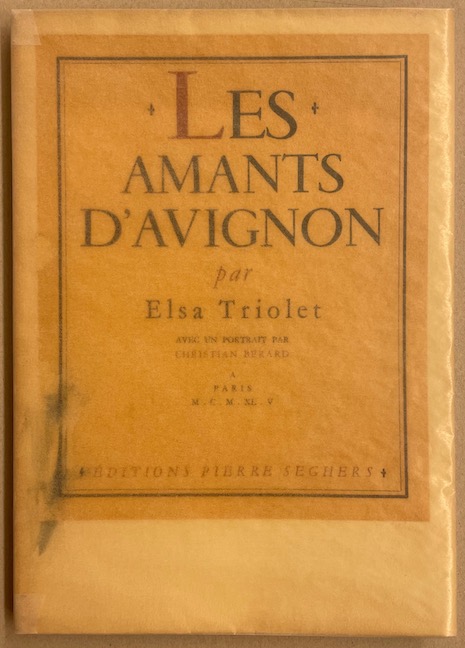 LES
AMANTS
D'AVIGNON
par
Elsa Triolet
AVEC UN PORTRAIT PAR
CHRISTIAN BÉRARD
A
PARIS
M . C . M . XL . V
ÉDITIONS PIERRE SEGHERS